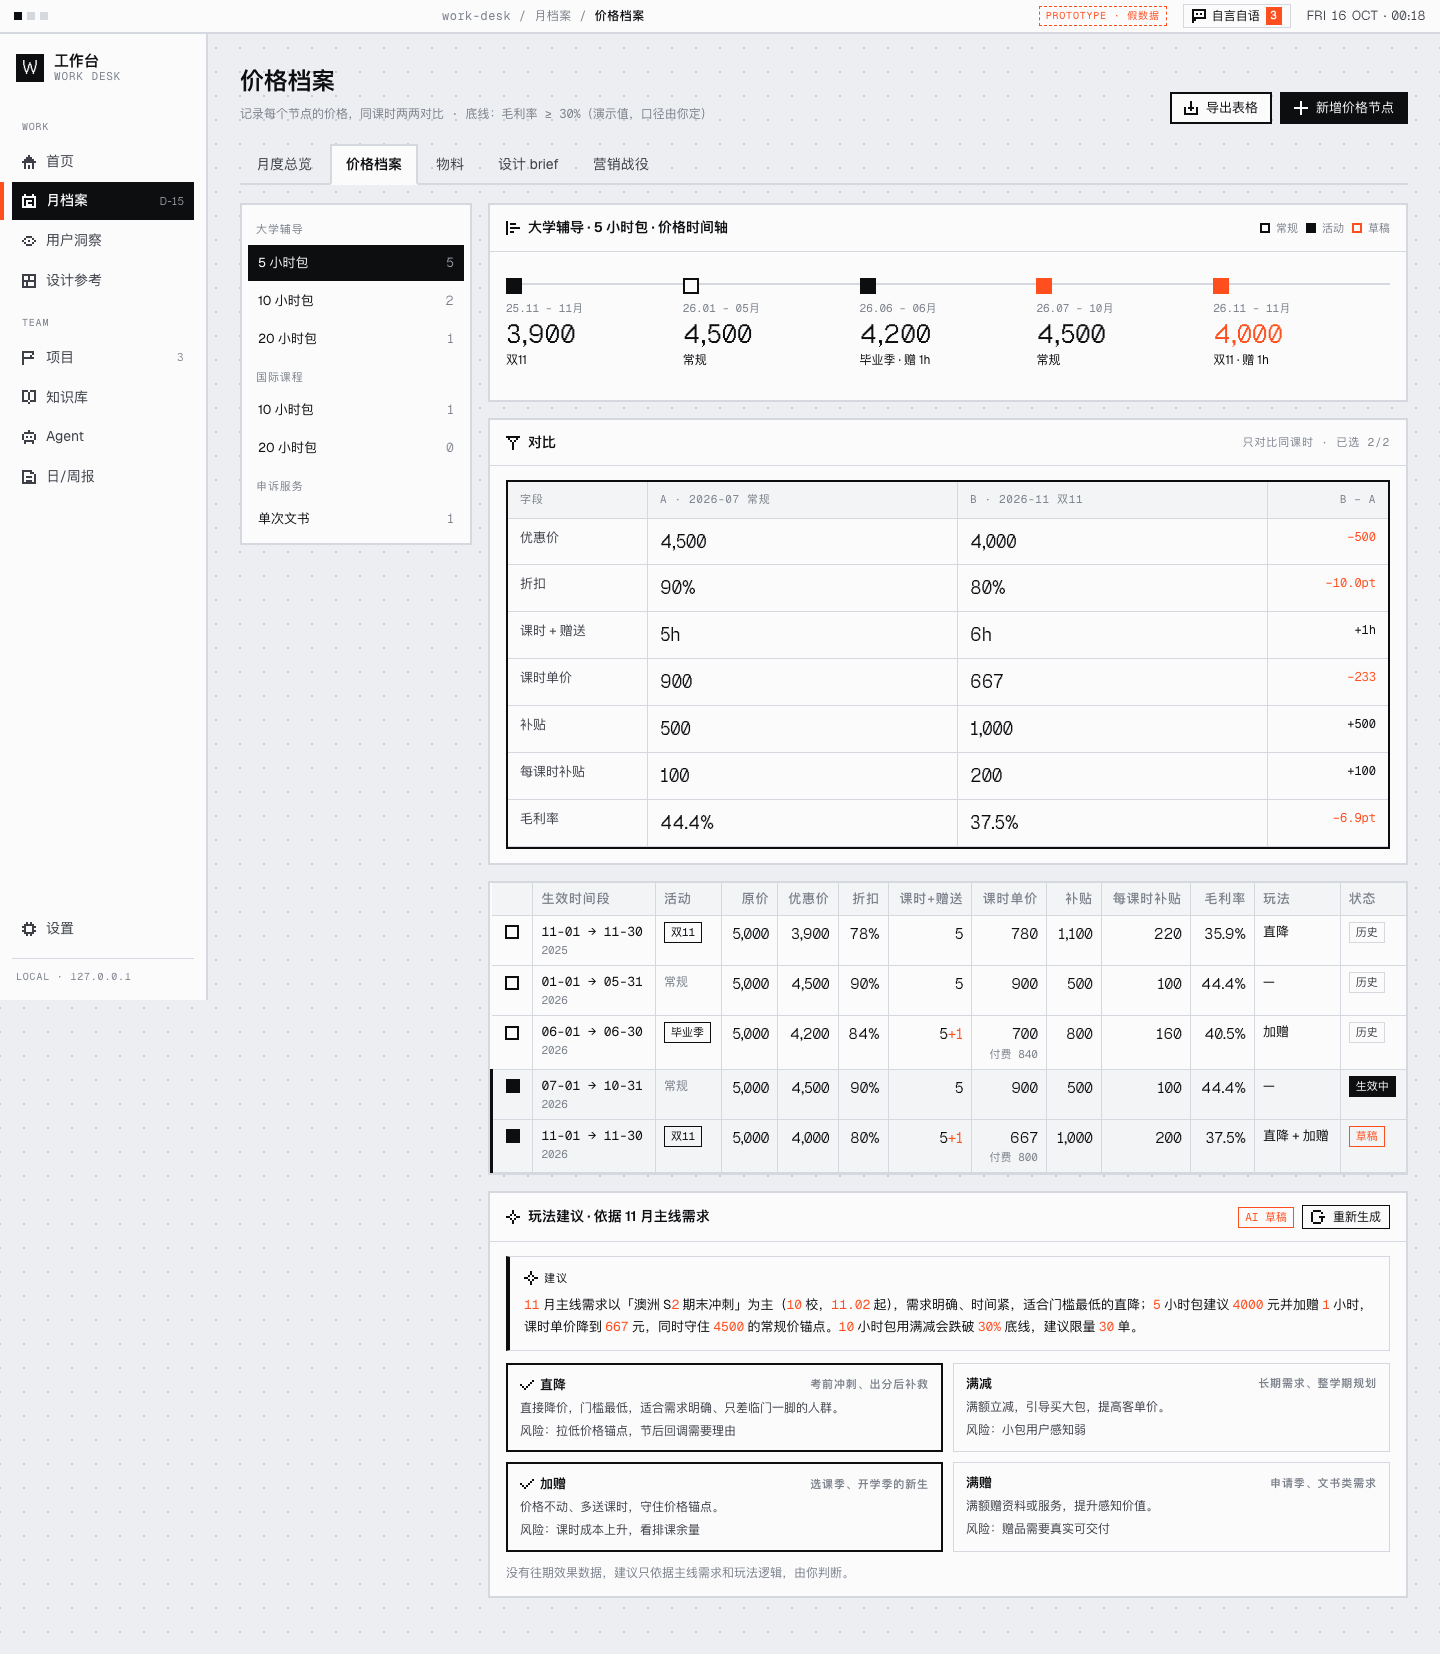 work-desk / 月档案 / 价格档案
PROTOTYPE · 假数据
自言自语 3
FRI 16 OCT · 00:18
W
工作台
WORK DESK
WORK
首页
月档案 D-15
用户洞察
设计参考
TEAM
项目 3
知识库
Agent
日/周报
设置
LOCAL · 127.0.0.1
价格档案
记录每个节点的价格，同课时两两对比 · 底线：毛利率 ≥ 30%（演示值，口径由你定）
导出表格
新增价格节点
月度总览 价格档案 物料 设计 brief 营销战役
大学辅导
5 小时包 5
10 小时包 2
20 小时包 1
国际课程
10 小时包 1
20 小时包 0
申诉服务
单次文书 1
大学辅导 · 5 小时包 · 价格时间轴
常规 活动 草稿
25.11 – 11月 26.01 – 05月 26.06 – 06月 26.07 – 10月 26.11 – 11月
3,900 4,500 4,200 4,500 4,000
双11 常规 毕业季 · 赠 1h 常规 双11 · 赠 1h
对比
只对比同课时 · 已选 2/2
字段 A · 2026-07 常规 B · 2026-11 双11 B – A
优惠价 4,500 4,000 -500
折扣 90% 80% -10.0pt
课时 + 赠送 5h 6h +1h
课时单价 900 667 -233
补贴 500 1,000 +500
每课时补贴 100 200 +100
毛利率 44.4% 37.5% -6.9pt
生效时间段 活动 原价 优惠价 折扣 课时+赠送 课时单价 补贴 每课时补贴 毛利率 玩法 状态
11-01 → 11-30 双11 5,000 3,900 78% 5 780 1,100 220 35.9% 直降 历史
2025
01-01 → 05-31 常规 5,000 4,500 90% 5 900 500 100 44.4% — 历史
2026
06-01 → 06-30 毕业季 5,000 4,200 84% 5+1 700 800 160 40.5% 加赠 历史
2026 付费 840
07-01 → 10-31 常规 5,000 4,500 90% 5 900 500 100 44.4% — 生效中
2026
11-01 → 11-30 双11 5,000 4,000 80% 5+1 667 1,000 200 37.5% 直降 + 加赠 草稿
2026 付费 800
玩法建议 · 依据 11 月主线需求
AI 草稿
重新生成
建议
11 月主线需求以「澳洲 S2 期末冲刺」为主（10 校，11.02 起），需求明确、时间紧，适合门槛最低的直降；5 小时包建议 4000 元并加赠 1 小时，
课时单价降到 667 元，同时守住 4500 的常规价锚点。10 小时包用满减会跌破 30% 底线，建议限量 30 单。
直降 考前冲刺、出分后补救
直接降价，门槛最低，适合需求明确、只差临门一脚的人群。
风险：拉低价格锚点，节后回调需要理由
满减 长期需求、整学期规划
满额立减，引导买大包，提高客单价。
风险：小包用户感知弱
加赠 选课季、开学季的新生
价格不动、多送课时，守住价格锚点。
风险：课时成本上升，看排课余量
满赠 申请季、文书类需求
满额赠资料或服务，提升感知价值。
风险：赠品需要真实可交付
没有往期效果数据，建议只依据主线需求和玩法逻辑，由你判断。